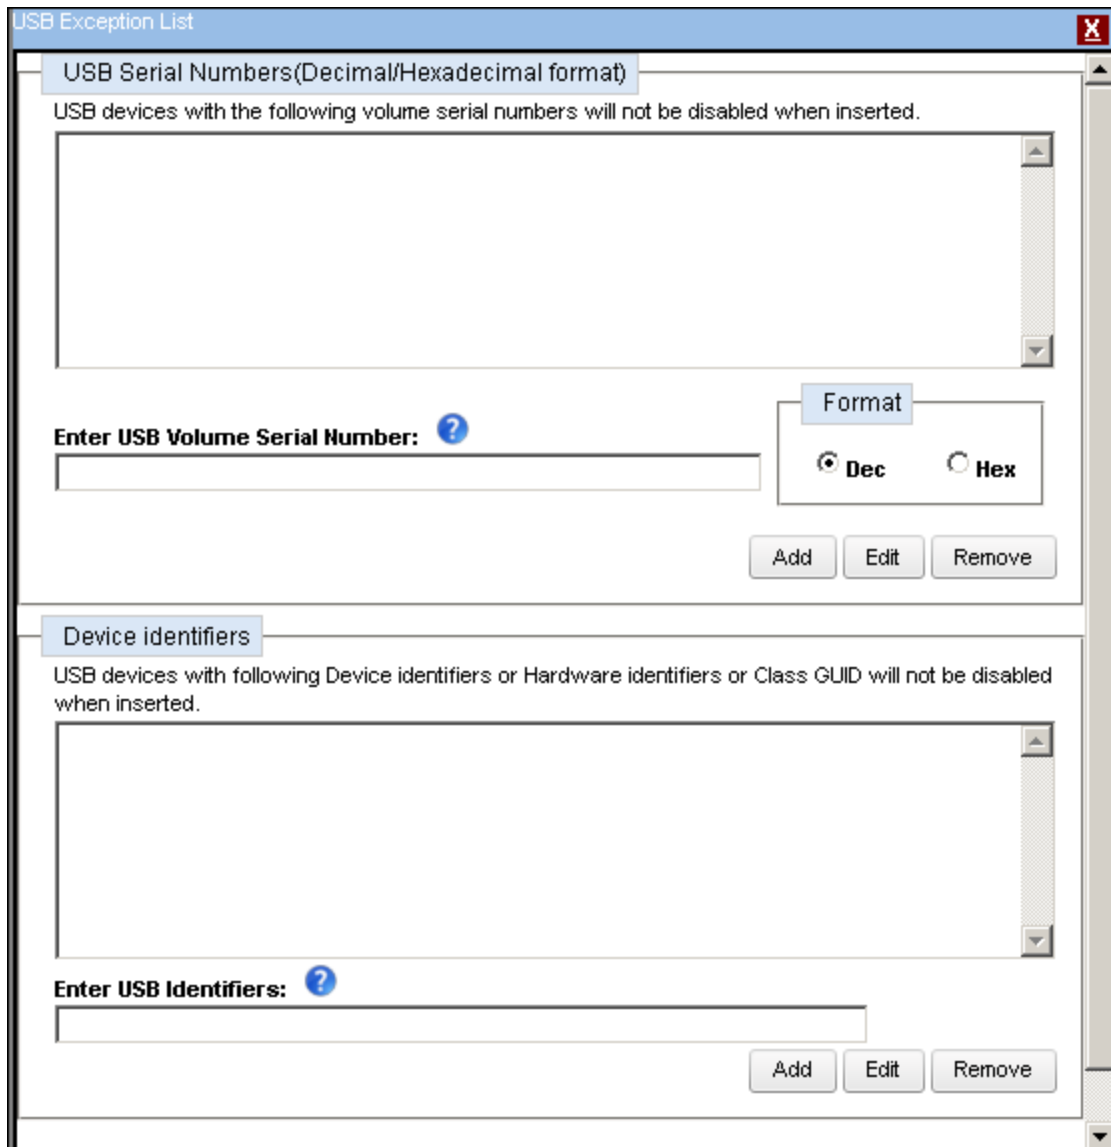 USB Exception List
X
USB Serial Numbers(Decimal/Hexadecimal format)
USB devices with the following volume serial numbers will not be disabled when inserted.
Format
Enter USB Volume Serial Number: ?
Dec Hex
Add Edit Remove
Device identifiers
USB devices with following Device identifiers or Hardware identifiers or Class GUID will not be disabled
when inserted.
Enter USB Identifiers: ?
Add Edit Remove